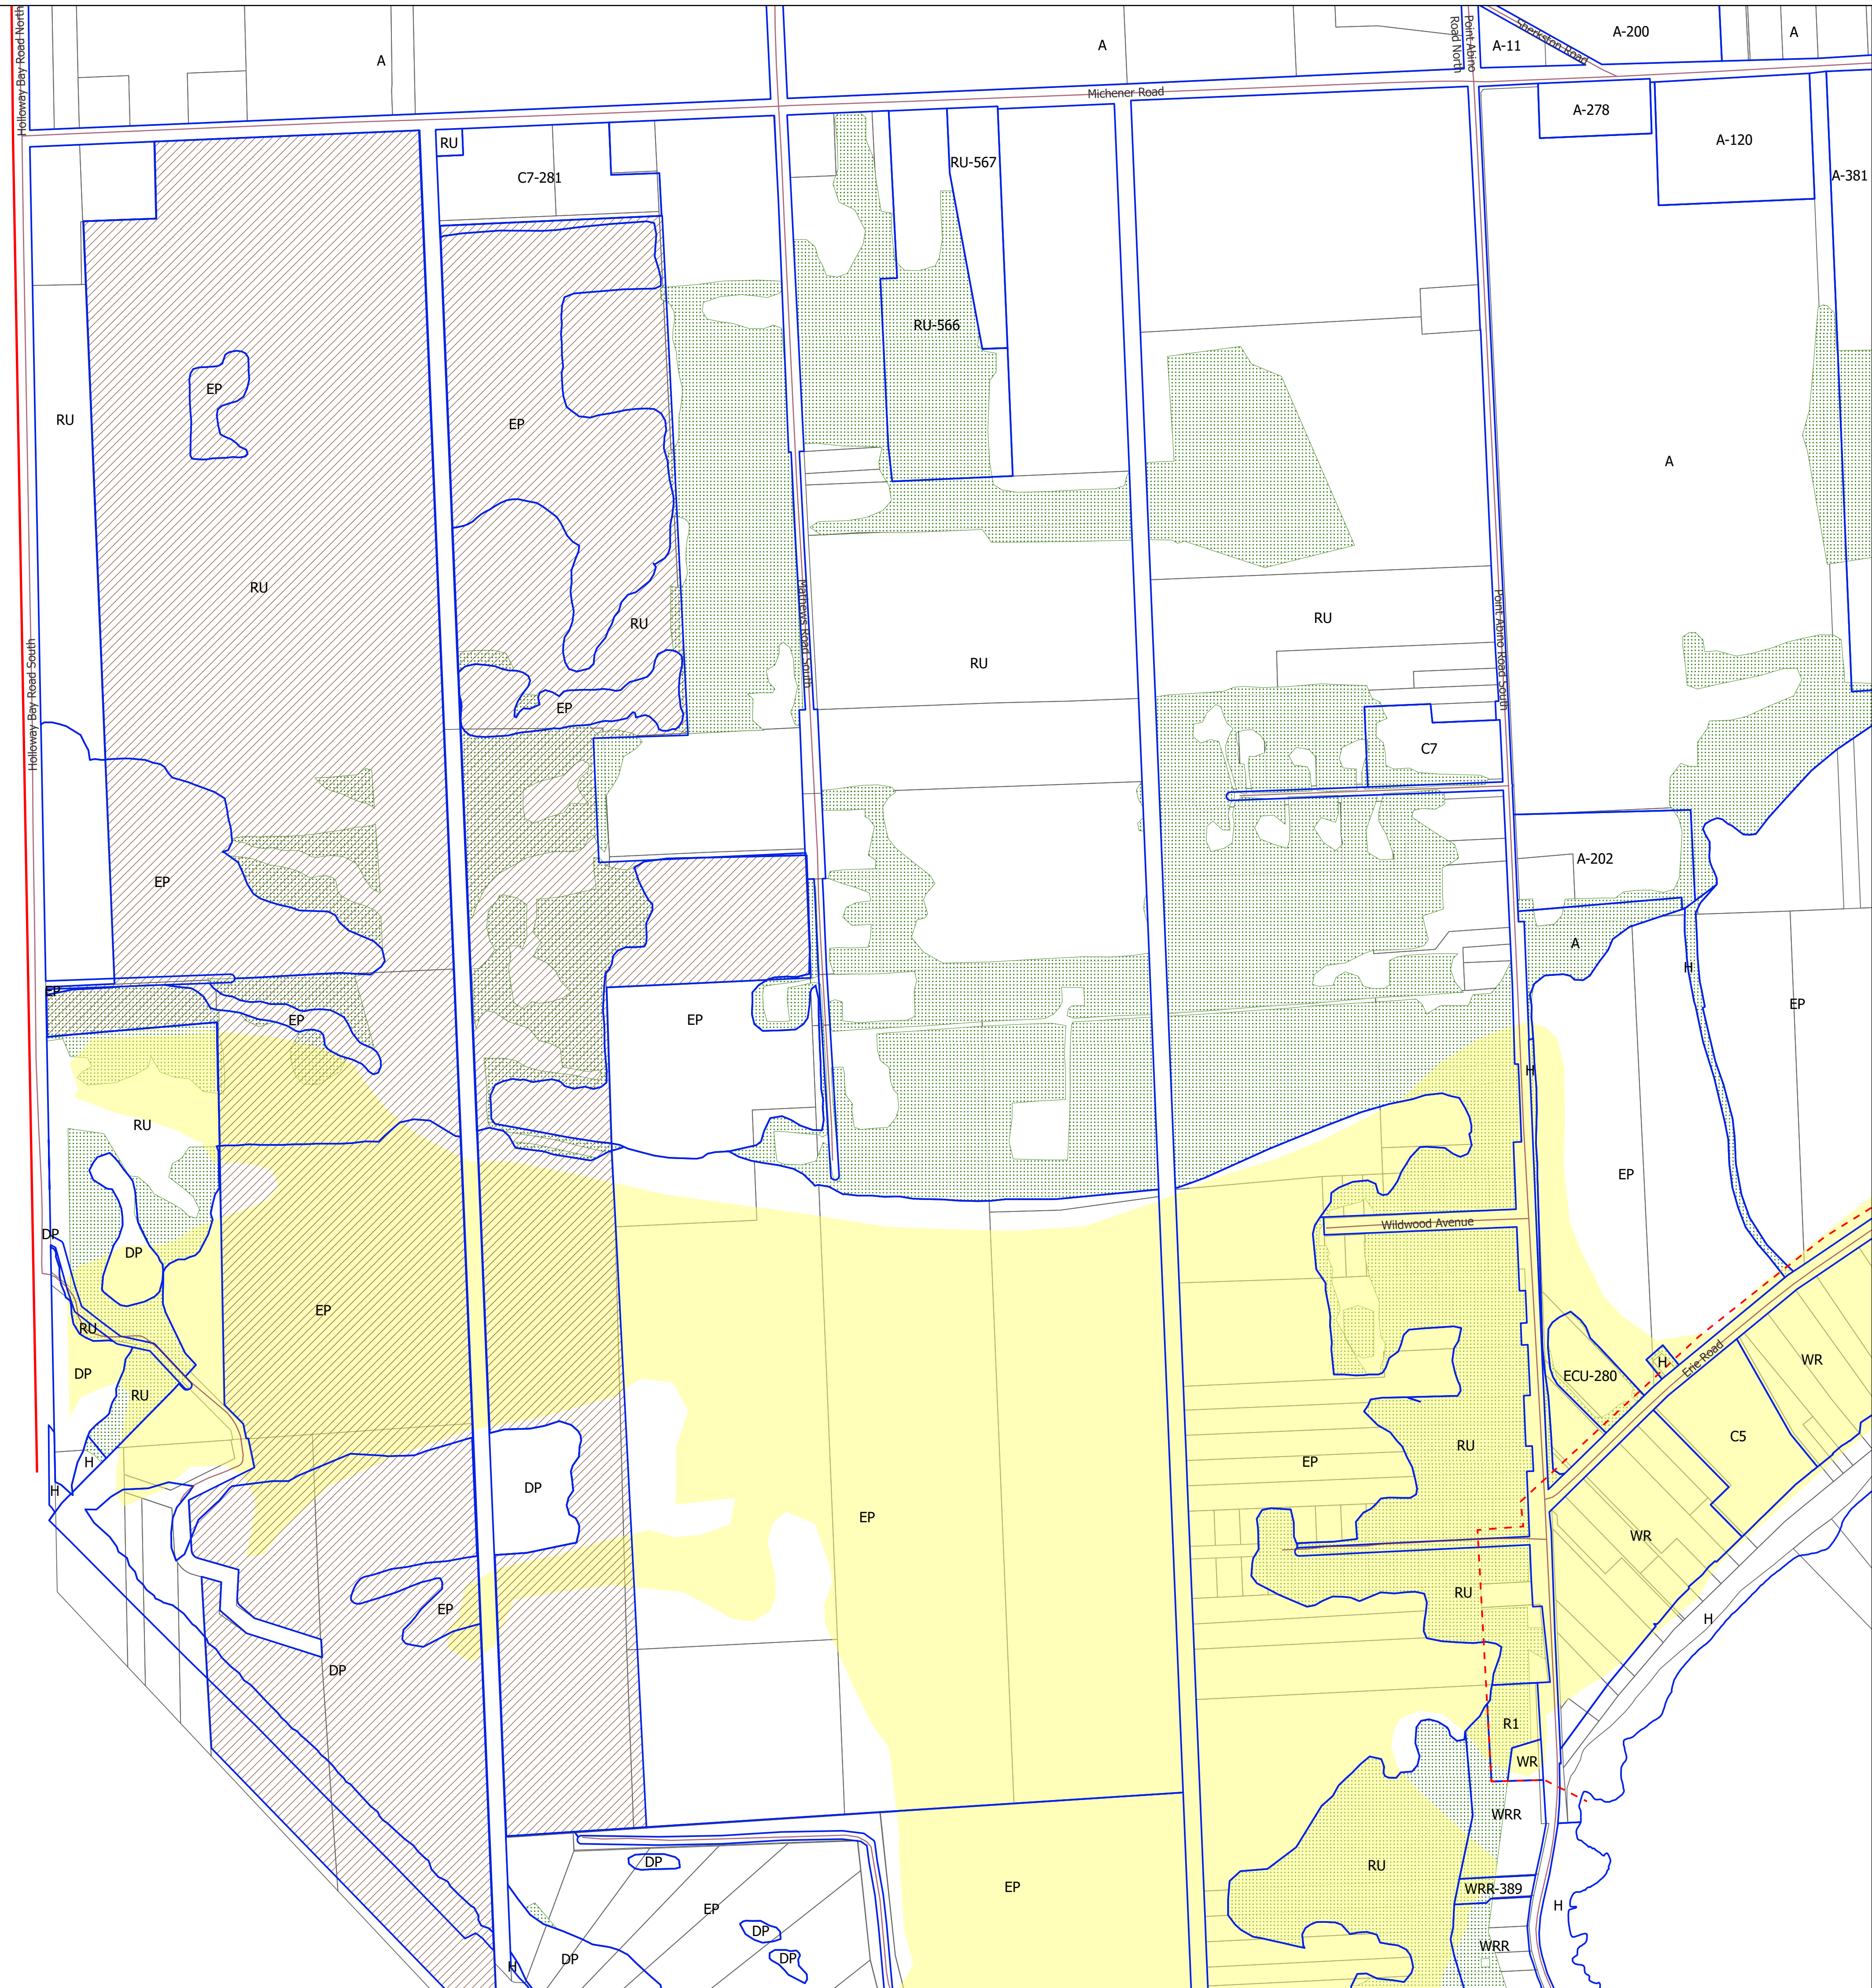 Holloway Bay Road North
A
A
Point Abino
Road North
A-11
Sherkston Road
A-200
A
Michener Road
A-278
A-120
A-381
RU
C7-281
RU-567
RU-566
EP
RU
EP
A
RU
RU
RU
RU
Mathews Road South
Point Abino Road South
Holloway Bay Road South
EP
C7
A-202
EP
A
H
EP
EP
EP
EP
H
RU
EP
DP
DP
Wildwood Avenue
EP
RU
H
Erie Road
WR
DP
ECU-280
RU
C5
RU
EP
H
DP
H
EP
WR
RU
EP
H
DP
R1
WR
WRR
DP
RU
EP
WRR-389
EP
H
DP
WRR
DP
DP
H